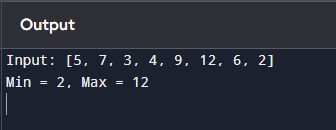 Output
Input: [5, 7, 3, 4, 9, 12, 6, 2]
Min = 2, Max = 12